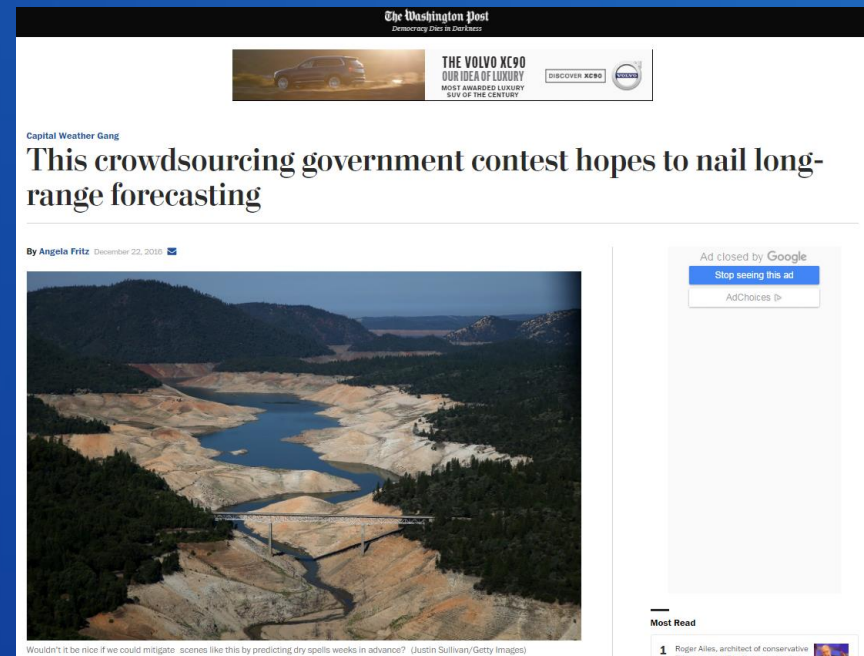 The Washington Post
Democracy Dies in Darkness
THE VOLVO XC90
OUR IDEA OF LUXURY
MOST AWARDED LUXURY
SUV OF THE CENTURY
DISCOVER XC90
VOLVO
Capital Weather Gang
This crowdsourcing government contest hopes to nail long-
range forecasting
By Angela Fritz December 22, 2016
Ad closed by Google
Stop seeing this ad
AdChoices
Wouldn't it be nice if we could mitigate scenes like this by predicting dry spells weeks in advance? (Justin Sullivan/Getty Images)
Most Read
1 Roger Ailes, architect of conservative